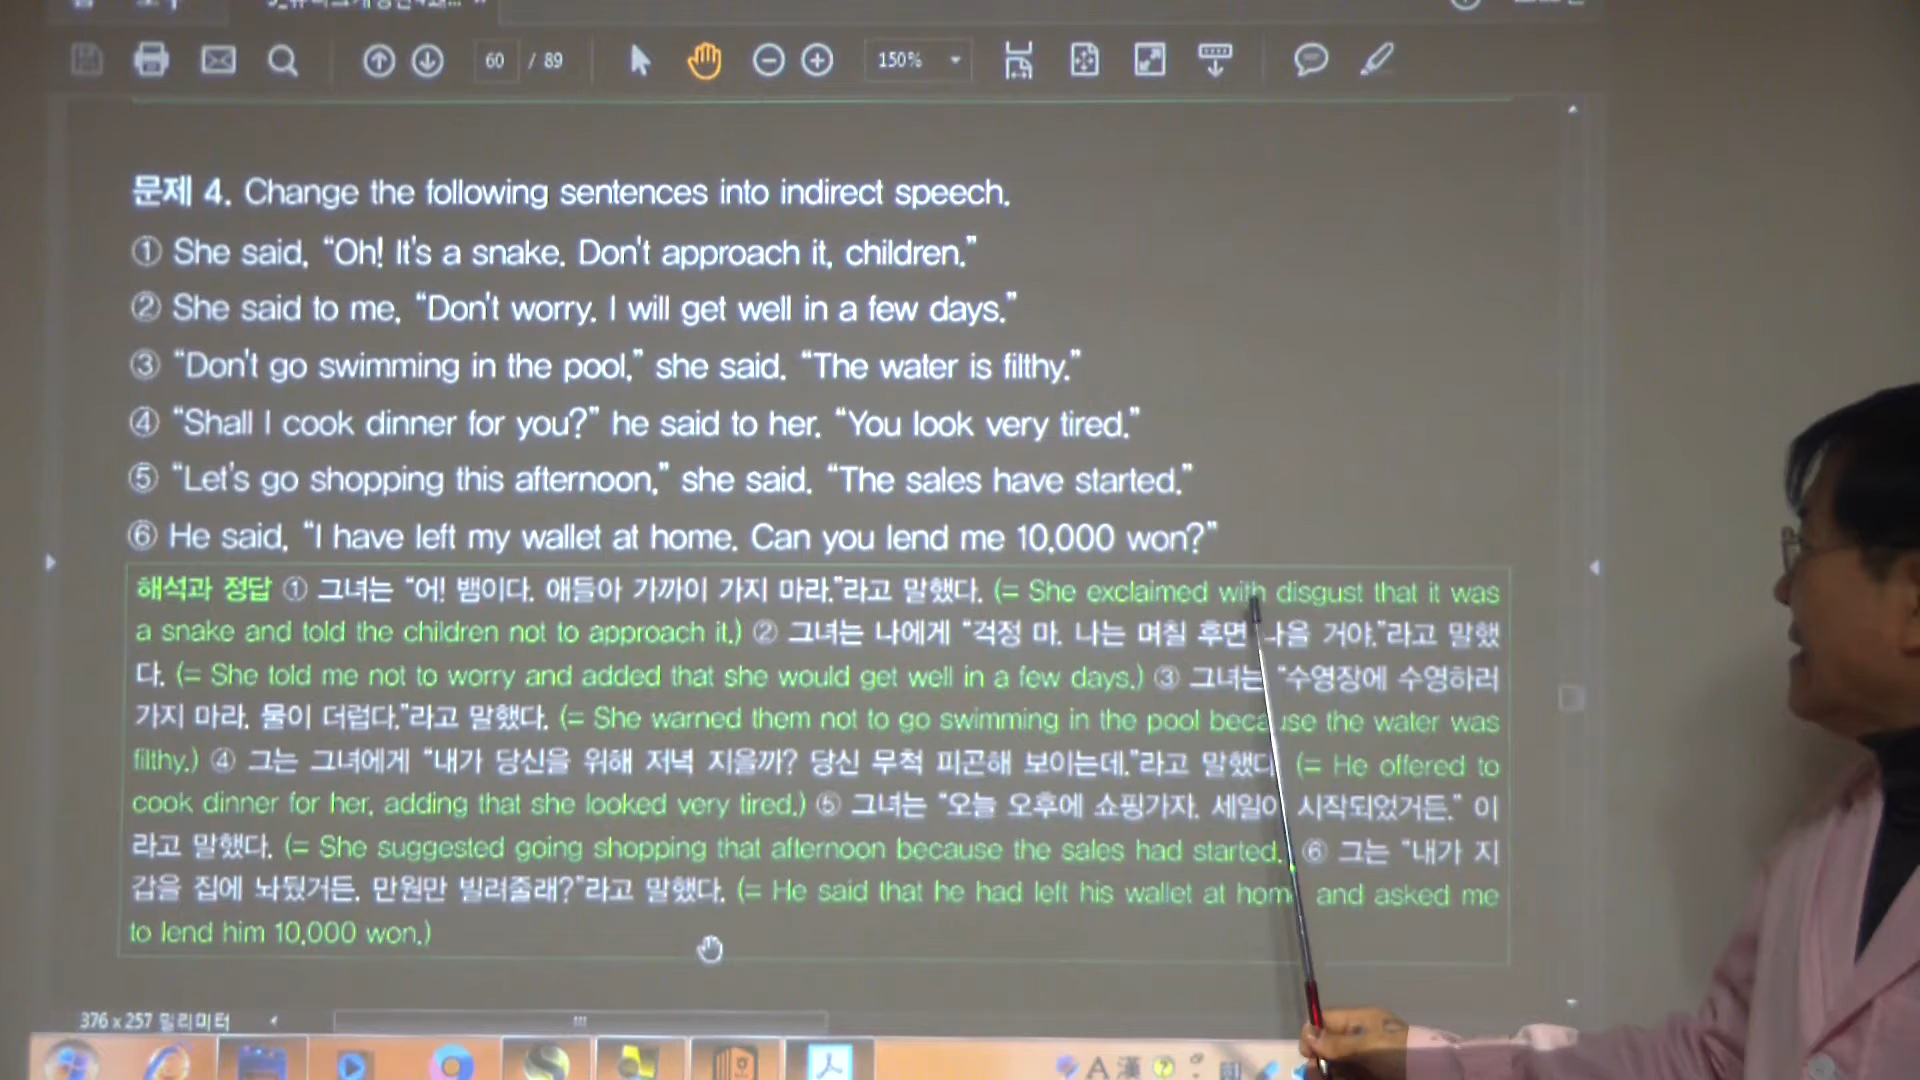 60 / 89
150%
문제 4. Change the following sentences into indirect speech.
① She said, “Oh! It's a snake. Don't approach it, children.”
② She said to me, “Don't worry. I will get well in a few days.”
③ “Don't go swimming in the pool,” she said. “The water is filthy.”
④ “Shall I cook dinner for you?” he said to her. “You look very tired.”
⑤ “Let's go shopping this afternoon,” she said. “The sales have started.”
⑥ He said, “I have left my wallet at home. Can you lend me 10,000 won?”
해석과 정답 ① 그녀는 “어! 뱀이다. 애들아 가까이 가지 마라.”라고 말했다. (= She exclaimed with disgust that it was
a snake and told the children not to approach it.) ② 그녀는 나에게 “걱정 마. 나는 며칠 후면 나을 거야.”라고 말했
다. (= She told me not to worry and added that she would get well in a few days.) ③ 그녀는 “수영장에 수영하러
가지 마라. 물이 더럽다.”라고 말했다. (= She warned them not to go swimming in the pool because the water was
filthy.) ④ 그는 그녀에게 “내가 당신을 위해 저녁 지을까? 당신 무척 피곤해 보이는데.”라고 말했다. (= He offered to
cook dinner for her, adding that she looked very tired.) ⑤ 그녀는 “오늘 오후에 쇼핑가자. 세일이 시작되었거든.” 이
라고 말했다. (= She suggested going shopping that afternoon because the sales had started. ⑥ 그는 “내가 지
갑을 집에 놔뒀거든. 만원만 빌려줄래?”라고 말했다. (= He said that he had left his wallet at home and asked me
to lend him 10,000 won.)
376 x 257 밀리미터
A 漢